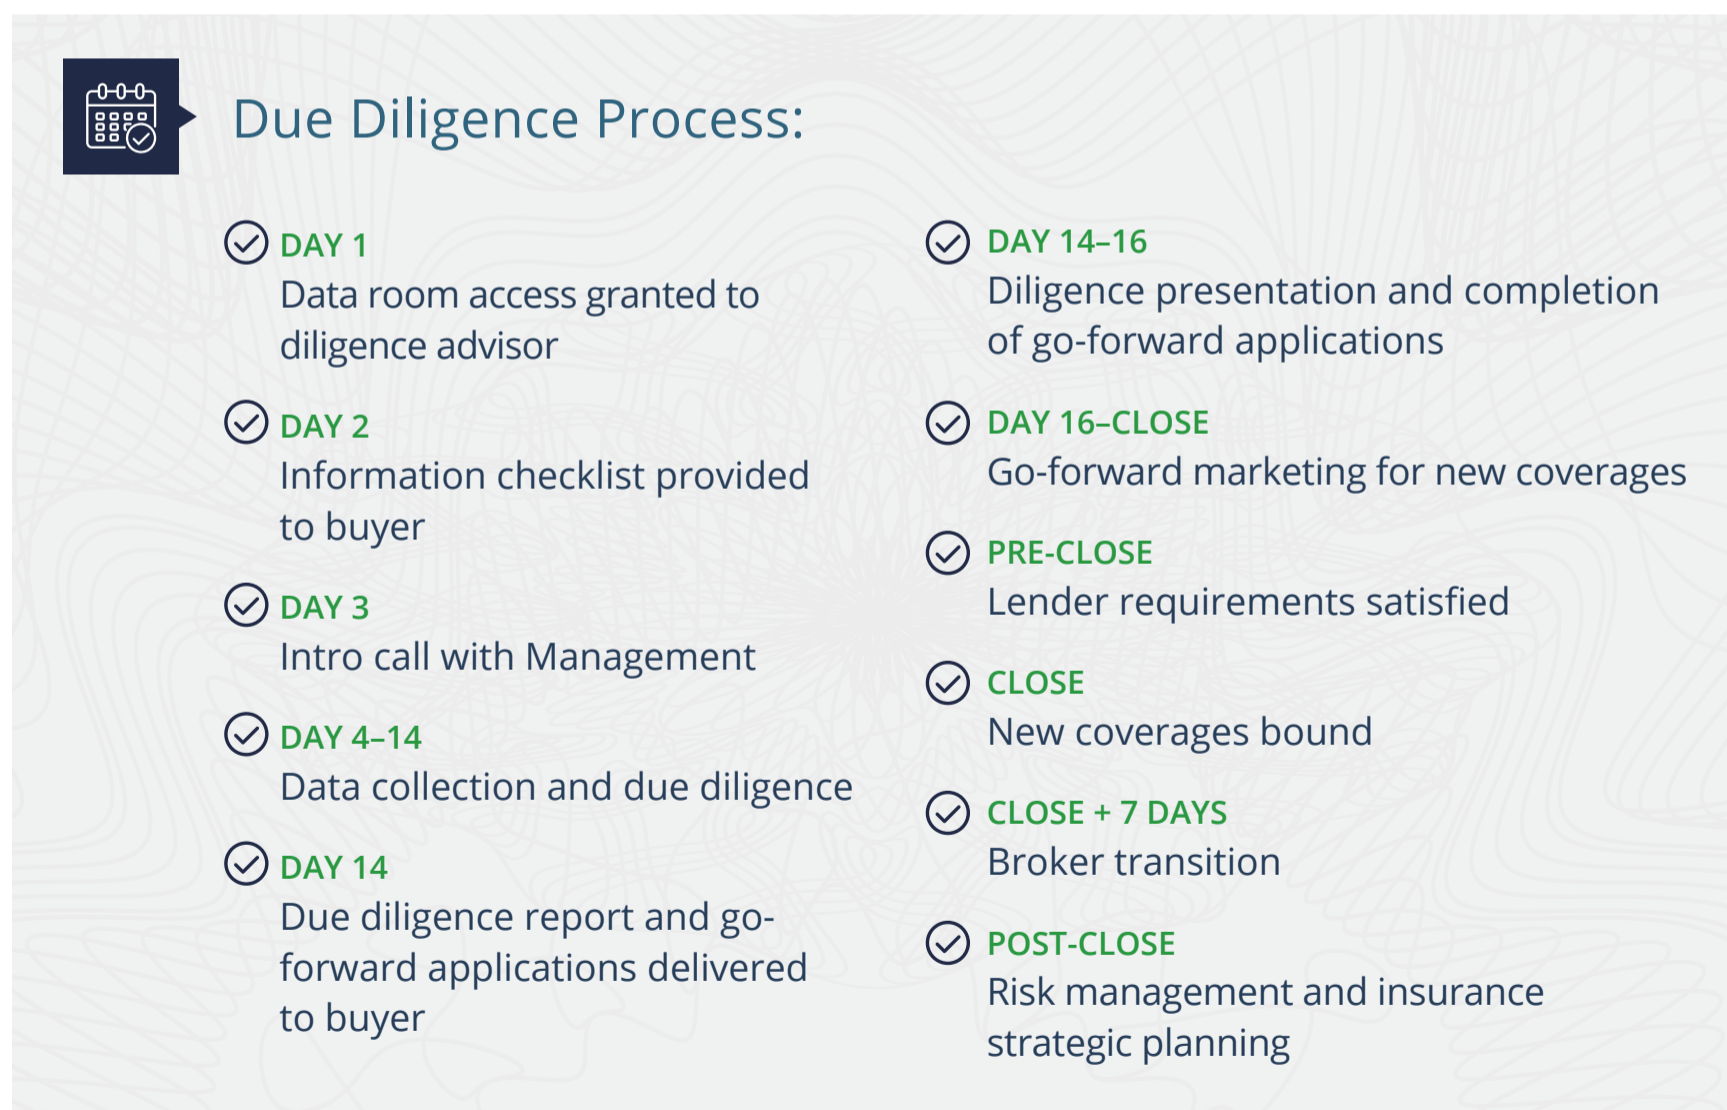 Due Diligence Process:
DAY 1
Data room access granted to
diligence advisor
DAY 2
Information checklist provided
to buyer
DAY 3
Intro call with Management
DAY 4–14
Data collection and due diligence
DAY 14
Due diligence report and go-
forward applications delivered
to buyer
DAY 14–16
Diligence presentation and completion
of go-forward applications
DAY 16–CLOSE
Go-forward marketing for new coverages
PRE-CLOSE
Lender requirements satisfied
CLOSE
New coverages bound
CLOSE + 7 DAYS
Broker transition
POST-CLOSE
Risk management and insurance
strategic planning